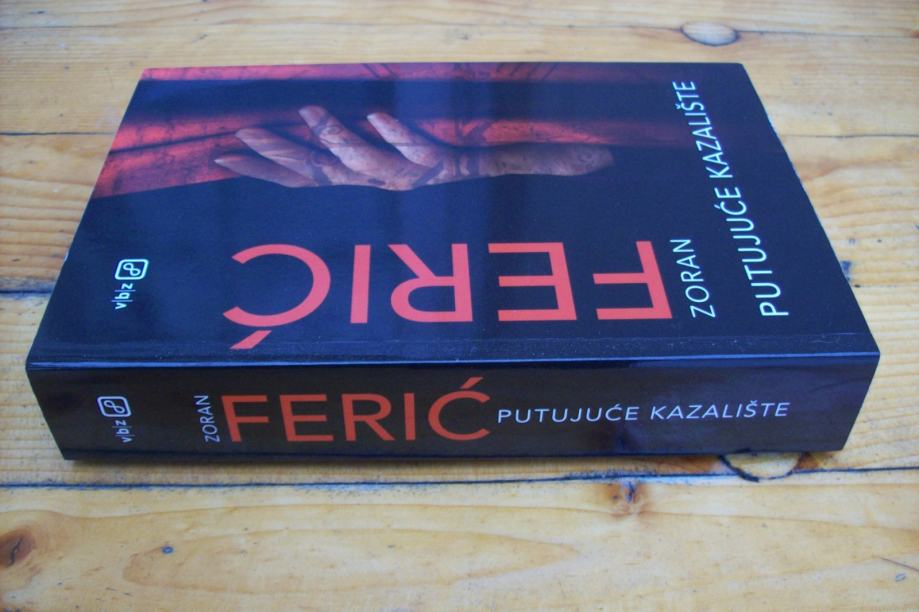 ZORAN
PUTUJUĆE KAZALIŠTE
FERIĆ
v|b|z
v|b|z
ZORAN
FERIĆ
PUTUJUĆE KAZALIŠTE